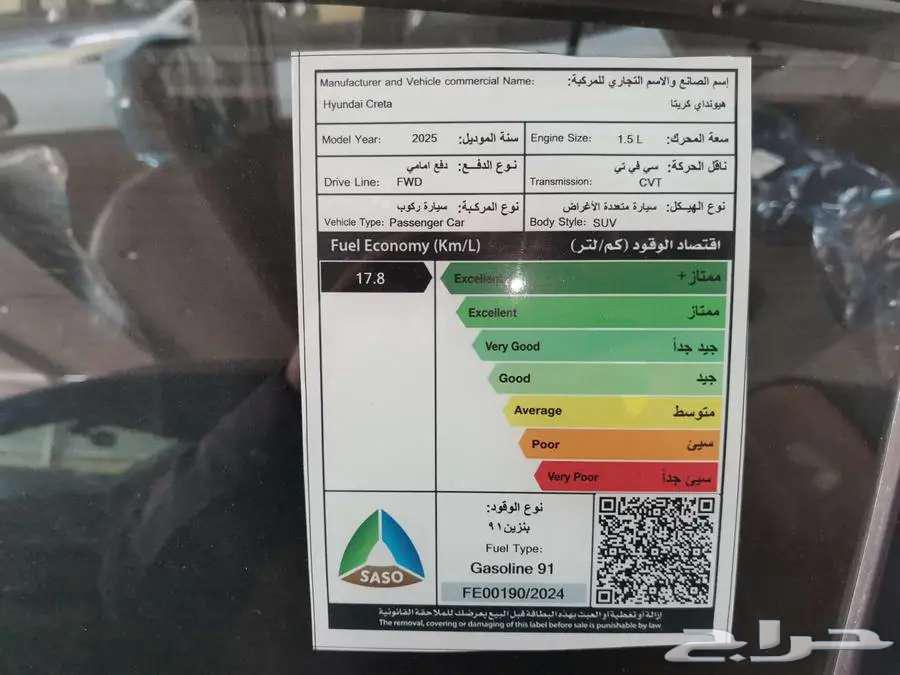 Manufacturer and Vehicle commercial Name: إسم الصانع والاسم التجاري للمركبة:
Hyundai Creta هيونداي كريتا
Model Year: 2025 سنة الموديل:
Engine Size: 1.5 L سعة المحرك:
نوع الدفع: دفع امامي
Drive Line: FWD
ناقل الحركة: سي في تي
Transmission: CVT
نوع المركبة: سيارة ركوب
Vehicle Type: Passenger Car
نوع الهيكل: سيارة متعددة الأغراض
Body Style: SUV
Fuel Economy (Km/L) اقتصاد الوقود (كم/لتر)
17.8
Excellent ممتاز+
Excellent ممتاز
Very Good جيد جداً
Good جيد
Average متوسط
Poor سيئ
Very Poor سيئ جداً
SASO
نوع الوقود:
بنزين٩١
Fuel Type:
Gasoline 91
FE00190/2024
إزالة أو تغطية أو العبث بهذه البطاقة قبل البيع يعرضك للملاحقة القانونية
The removal, covering or damaging of this label before sale is punishable by law
حراج